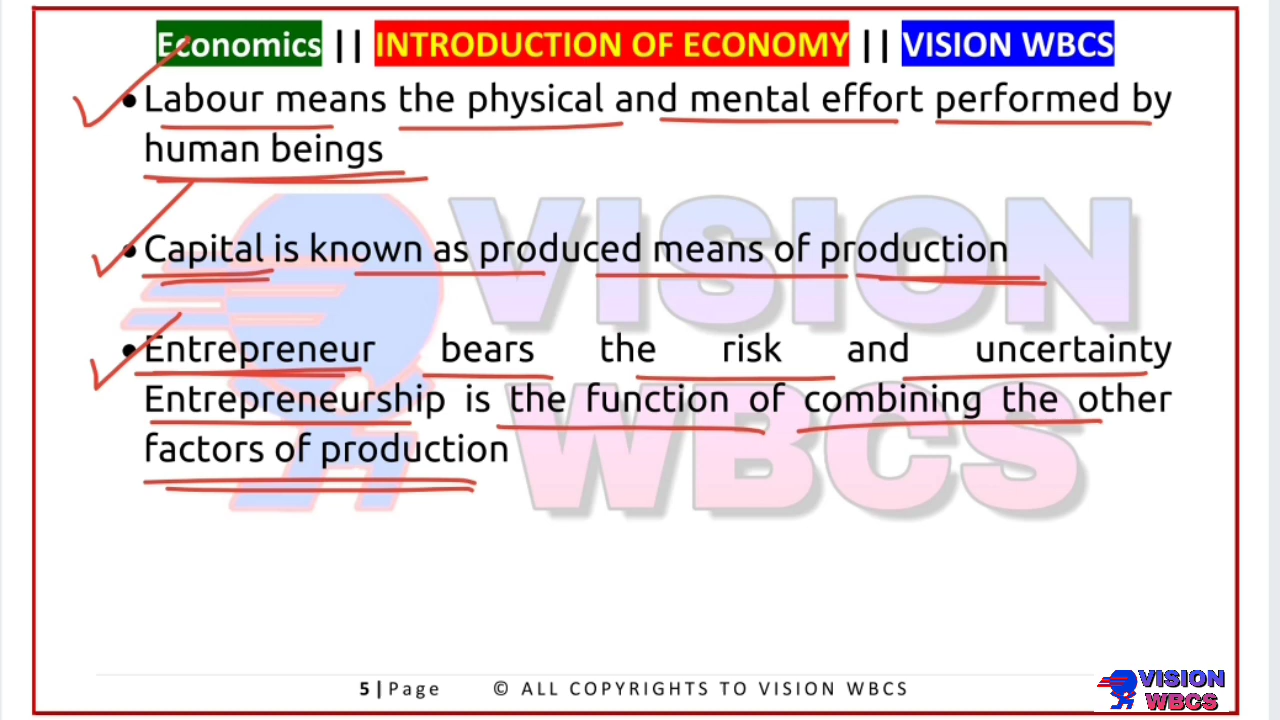 Economics || INTRODUCTION OF ECONOMY || VISION WBCS
• Labour means the physical and mental effort performed by
human beings
• Capital is known as produced means of production
• Entrepreneur bears the risk and uncertainty
Entrepreneurship is the function of combining the other
factors of production
VISION
WBCS
5 | Page © ALL COPYRIGHTS TO VISION WBCS
VISION
WBCS